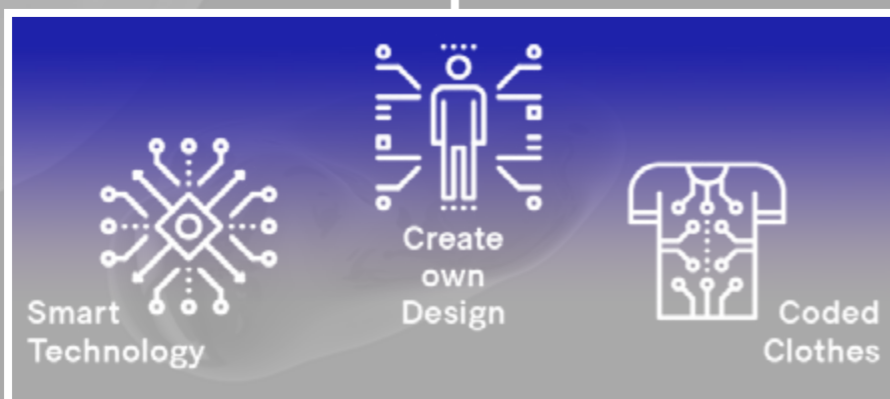 Smart
Technology
Create
own
Design
Coded
Clothes